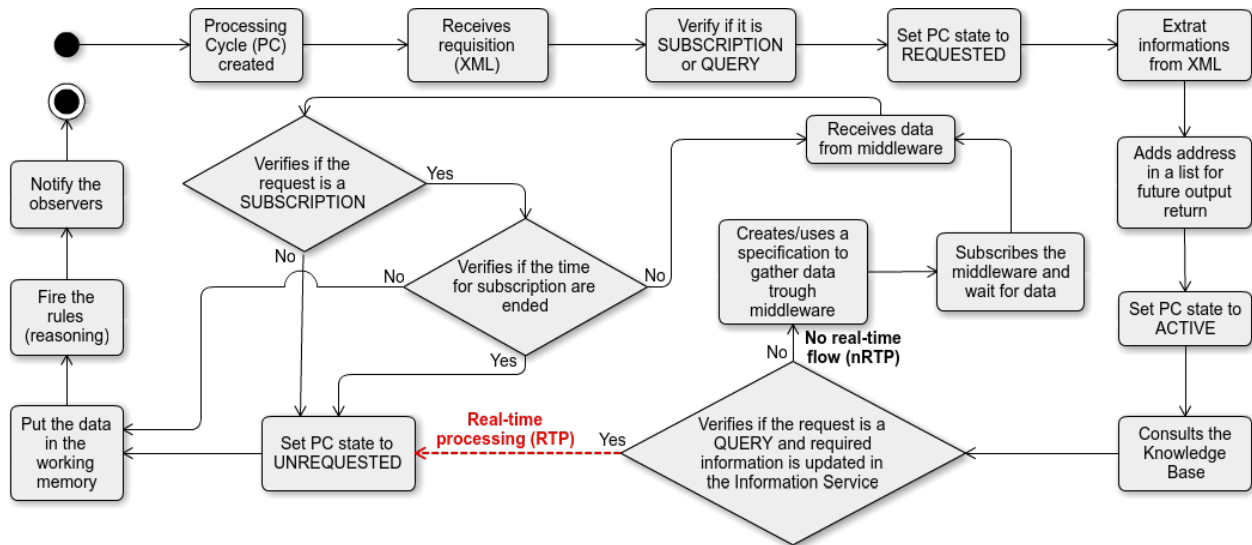 Processing
Cycle (PC)
created
Receives
requisition
(XML)
Verify if it is
SUBSCRIPTION
or QUERY
Set PC state to
REQUESTED
Extrat
informations
from XML
Adds address
in a list for
future output
return
Set PC state to
ACTIVE
Consults the
Knowledge
Base
Verifies if the request is a
QUERY and required
information is updated in
the Information Service
No
No real-time
flow (nRTP)
Creates/uses a
specification to
gather data
trough
middleware
Subscribes the
middleware and
wait for data
Receives data
from middleware
Verifies if the
request is a
SUBSCRIPTION
Yes
No
Verifies if the time
for subscription are
ended
No
No
Yes
Yes
Real-time
processing (RTP)
Set PC state to
UNREQUESTED
Put the data
in the
working
memory
Fire the
rules
(reasoning)
Notify the
observers